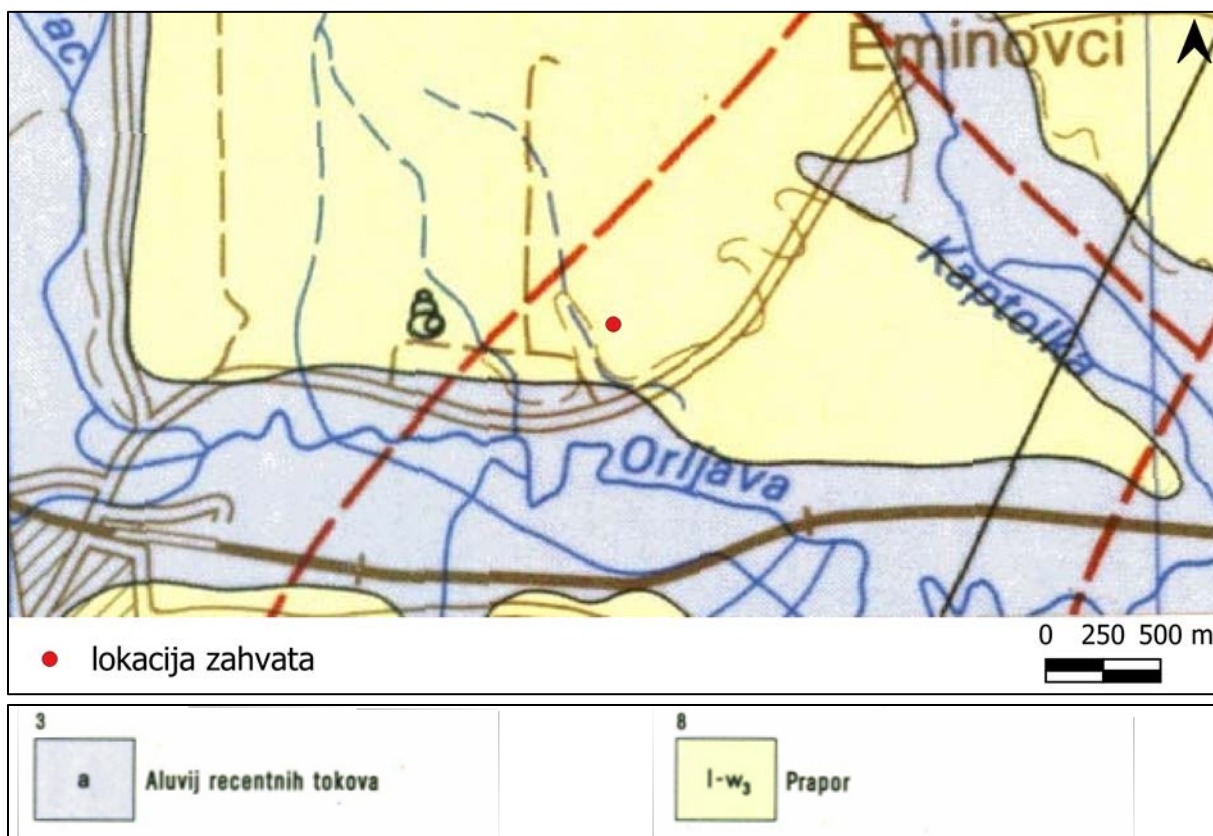 ac
Eminovci
Kaptolka
Orljava
lokacija zahvata
0 250 500 m
3
a Aluvij recentnih tokova
8
l-w₃ Prapor